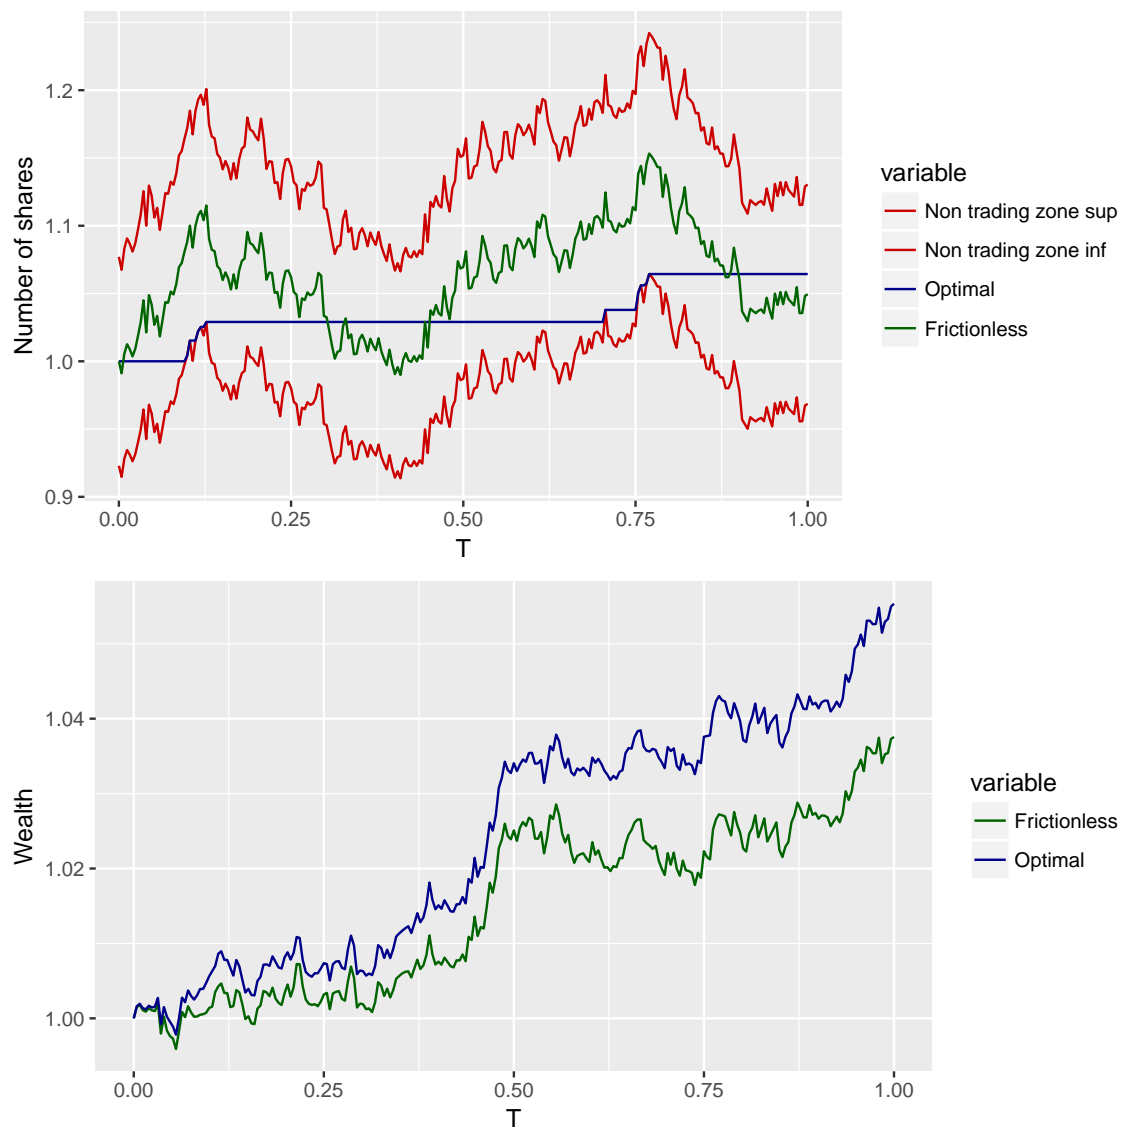 Number of shares
1.2
1.1
1.0
0.9
0.00 0.25 0.50 0.75 1.00
T
variable
Non trading zone sup
Non trading zone inf
Optimal
Frictionless
Wealth
1.04
1.02
1.00
0.00 0.25 0.50 0.75 1.00
T
variable
Frictionless
Optimal